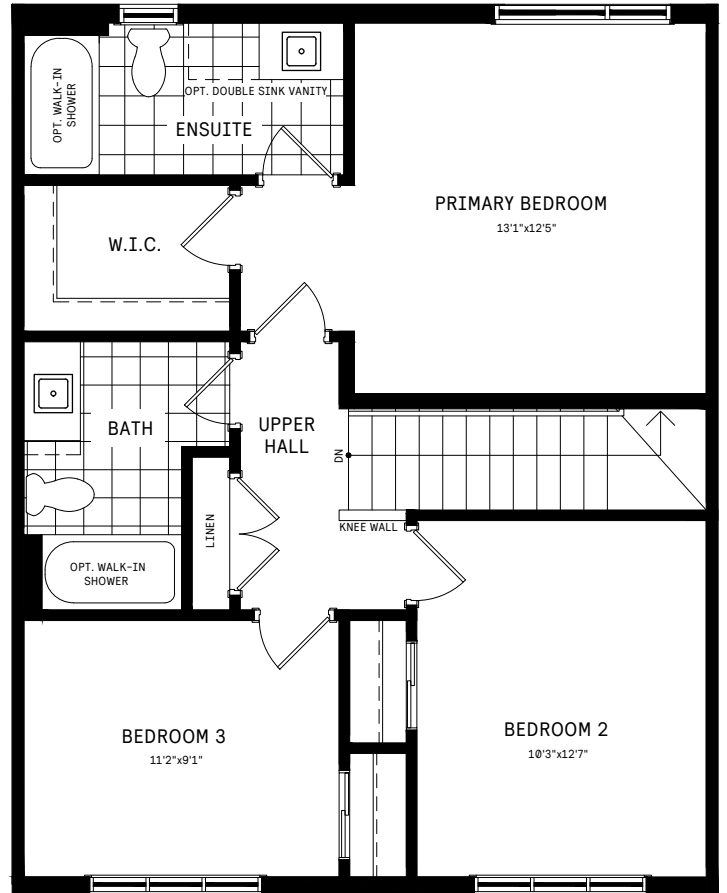 OPT. WALK-IN
SHOWER
OPT. DOUBLE SINK VANITY
ENSUITE
PRIMARY BEDROOM
13'1"x12'5"
W.I.C.
BATH
UPPER
HALL
DN
LINEN
KNEE WALL
OPT. WALK-IN
SHOWER
BEDROOM 3
11'2"x9'1"
BEDROOM 2
10'3"x12'7"